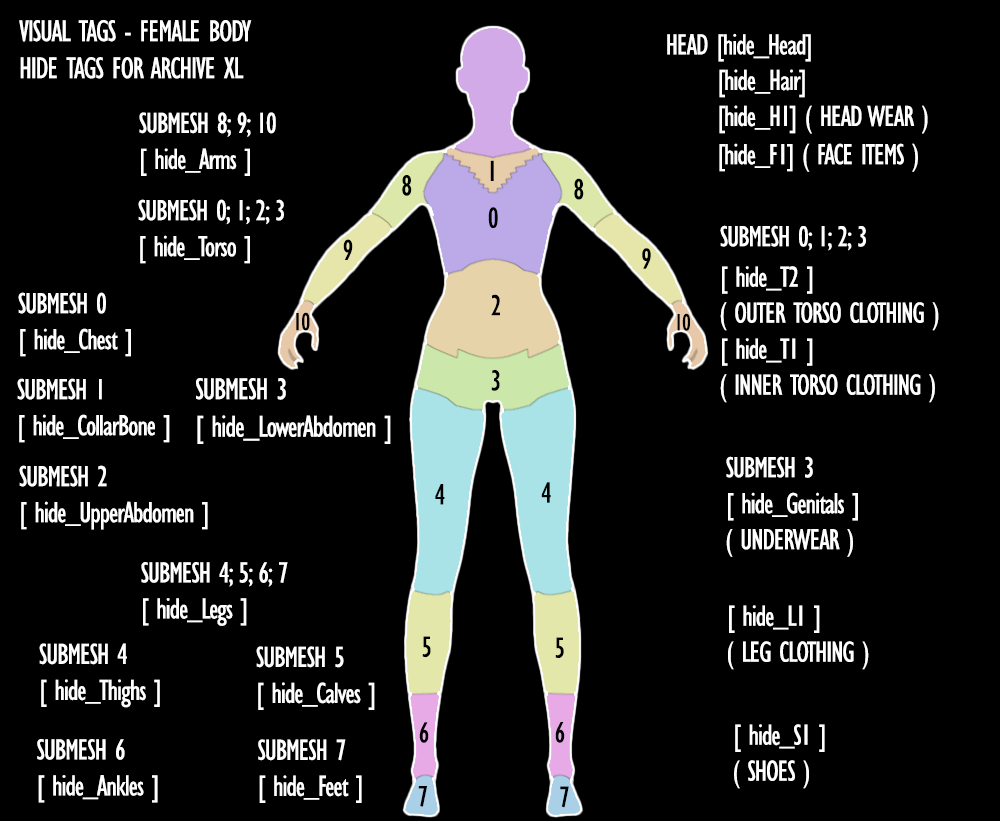 VISUAL TAGS - FEMALE BODY
HIDE TAGS FOR ARCHIVE XL
SUBMESH 8; 9; 10
[ hide_Arms ]
SUBMESH 0; 1; 2; 3
[ hide_Torso ]
SUBMESH 0
[ hide_Chest ]
SUBMESH 1
[ hide_CollarBone ]
SUBMESH 3
[ hide_LowerAbdomen ]
SUBMESH 2
[ hide_UpperAbdomen ]
SUBMESH 4; 5; 6; 7
[ hide_Legs ]
SUBMESH 4
[ hide_Thighs ]
SUBMESH 5
[ hide_Calves ]
SUBMESH 6
[ hide_Ankles ]
SUBMESH 7
[ hide_Feet ]
1
8
8
0
9
9
2
10
10
3
4
4
5
5
6
6
7
7
HEAD [hide_Head]
[hide_Hair]
[hide_H1] ( HEAD WEAR )
[hide_F1] ( FACE ITEMS )
SUBMESH 0; 1; 2; 3
[ hide_T2 ]
( OUTER TORSO CLOTHING )
[ hide_T1 ]
( INNER TORSO CLOTHING )
SUBMESH 3
[ hide_Genitals ]
( UNDERWEAR )
[ hide_L1 ]
( LEG CLOTHING )
[ hide_S1 ]
( SHOES )